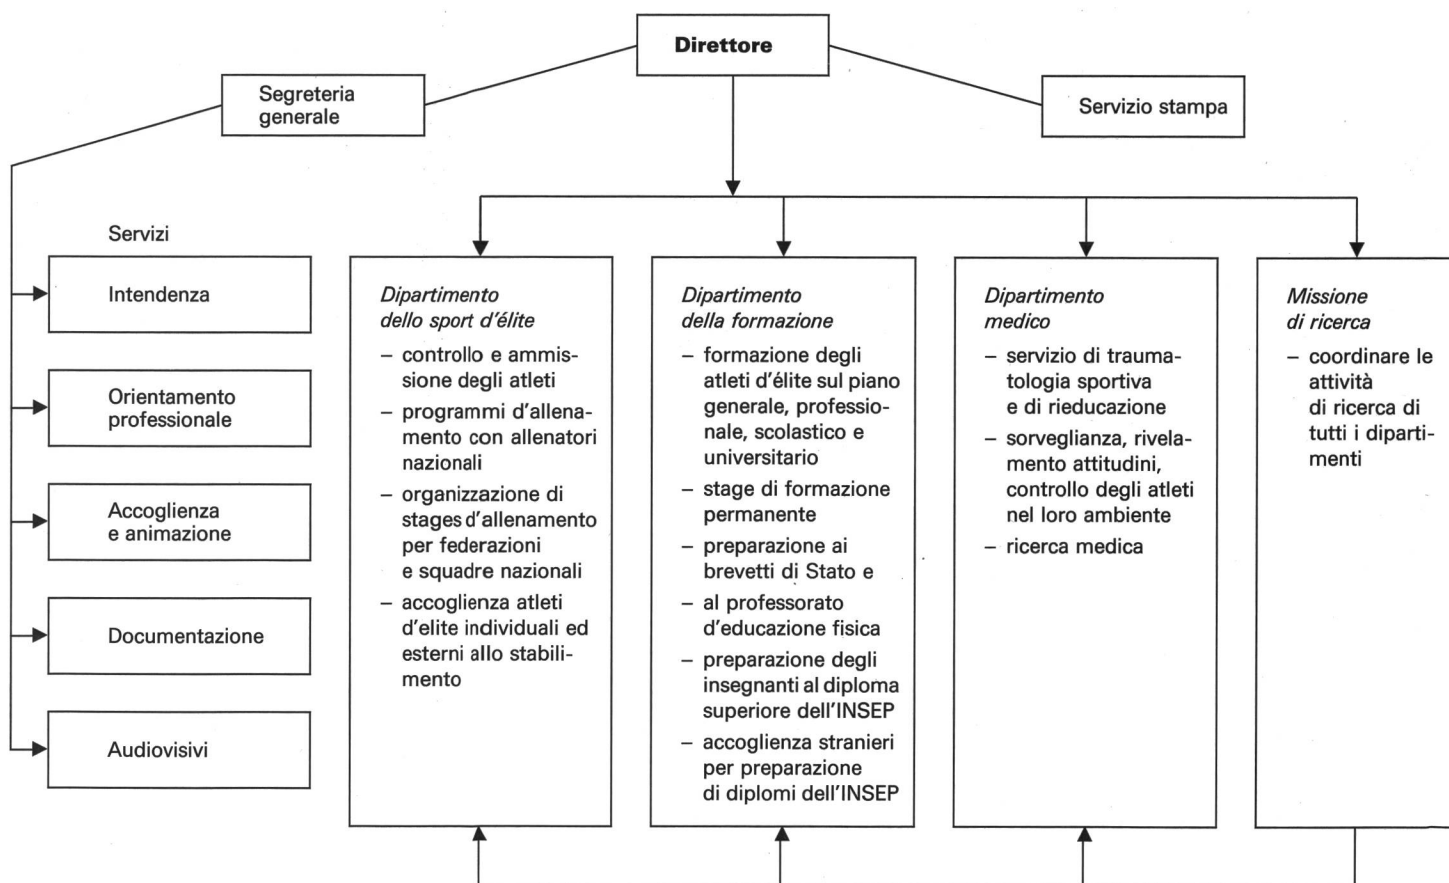 Direttore
Segreteria
generale
Servizio stampa
Servizi
Intendenza
Orientamento
professionale
Accoglienza
e animazione
Documentazione
Audiovisivi
Dipartimento
dello sport d'élite
– controllo e ammis-
sione degli atleti
– programmi d'allena-
mento con allenatori
nazionali
– organizzazione di
stages d'allenamento
per federazioni
e squadre nazionali
– accoglienza atleti
d'elite individuali ed
esterni allo stabili-
mento
Dipartimento
della formazione
– formazione degli
atleti d'élite sul piano
generale, professio-
nale, scolastico e
universitario
– stage di formazione
permanente
– preparazione ai
brevetti di Stato e
– al professorato
d'educazione fisica
– preparazione degli
insegnanti al diploma
superiore dell'INSEP
– accoglienza stranieri
per preparazione
di diplomi dell'INSEP
Dipartimento
medico
– servizio di trauma-
tologia sportiva
e di rieducazione
– sorveglianza, rivela-
mento attitudini,
controllo degli atleti
nel loro ambiente
– ricerca medica
Missione
di ricerca
– coordinare le
attività
di ricerca di
tutti i diparti-
menti